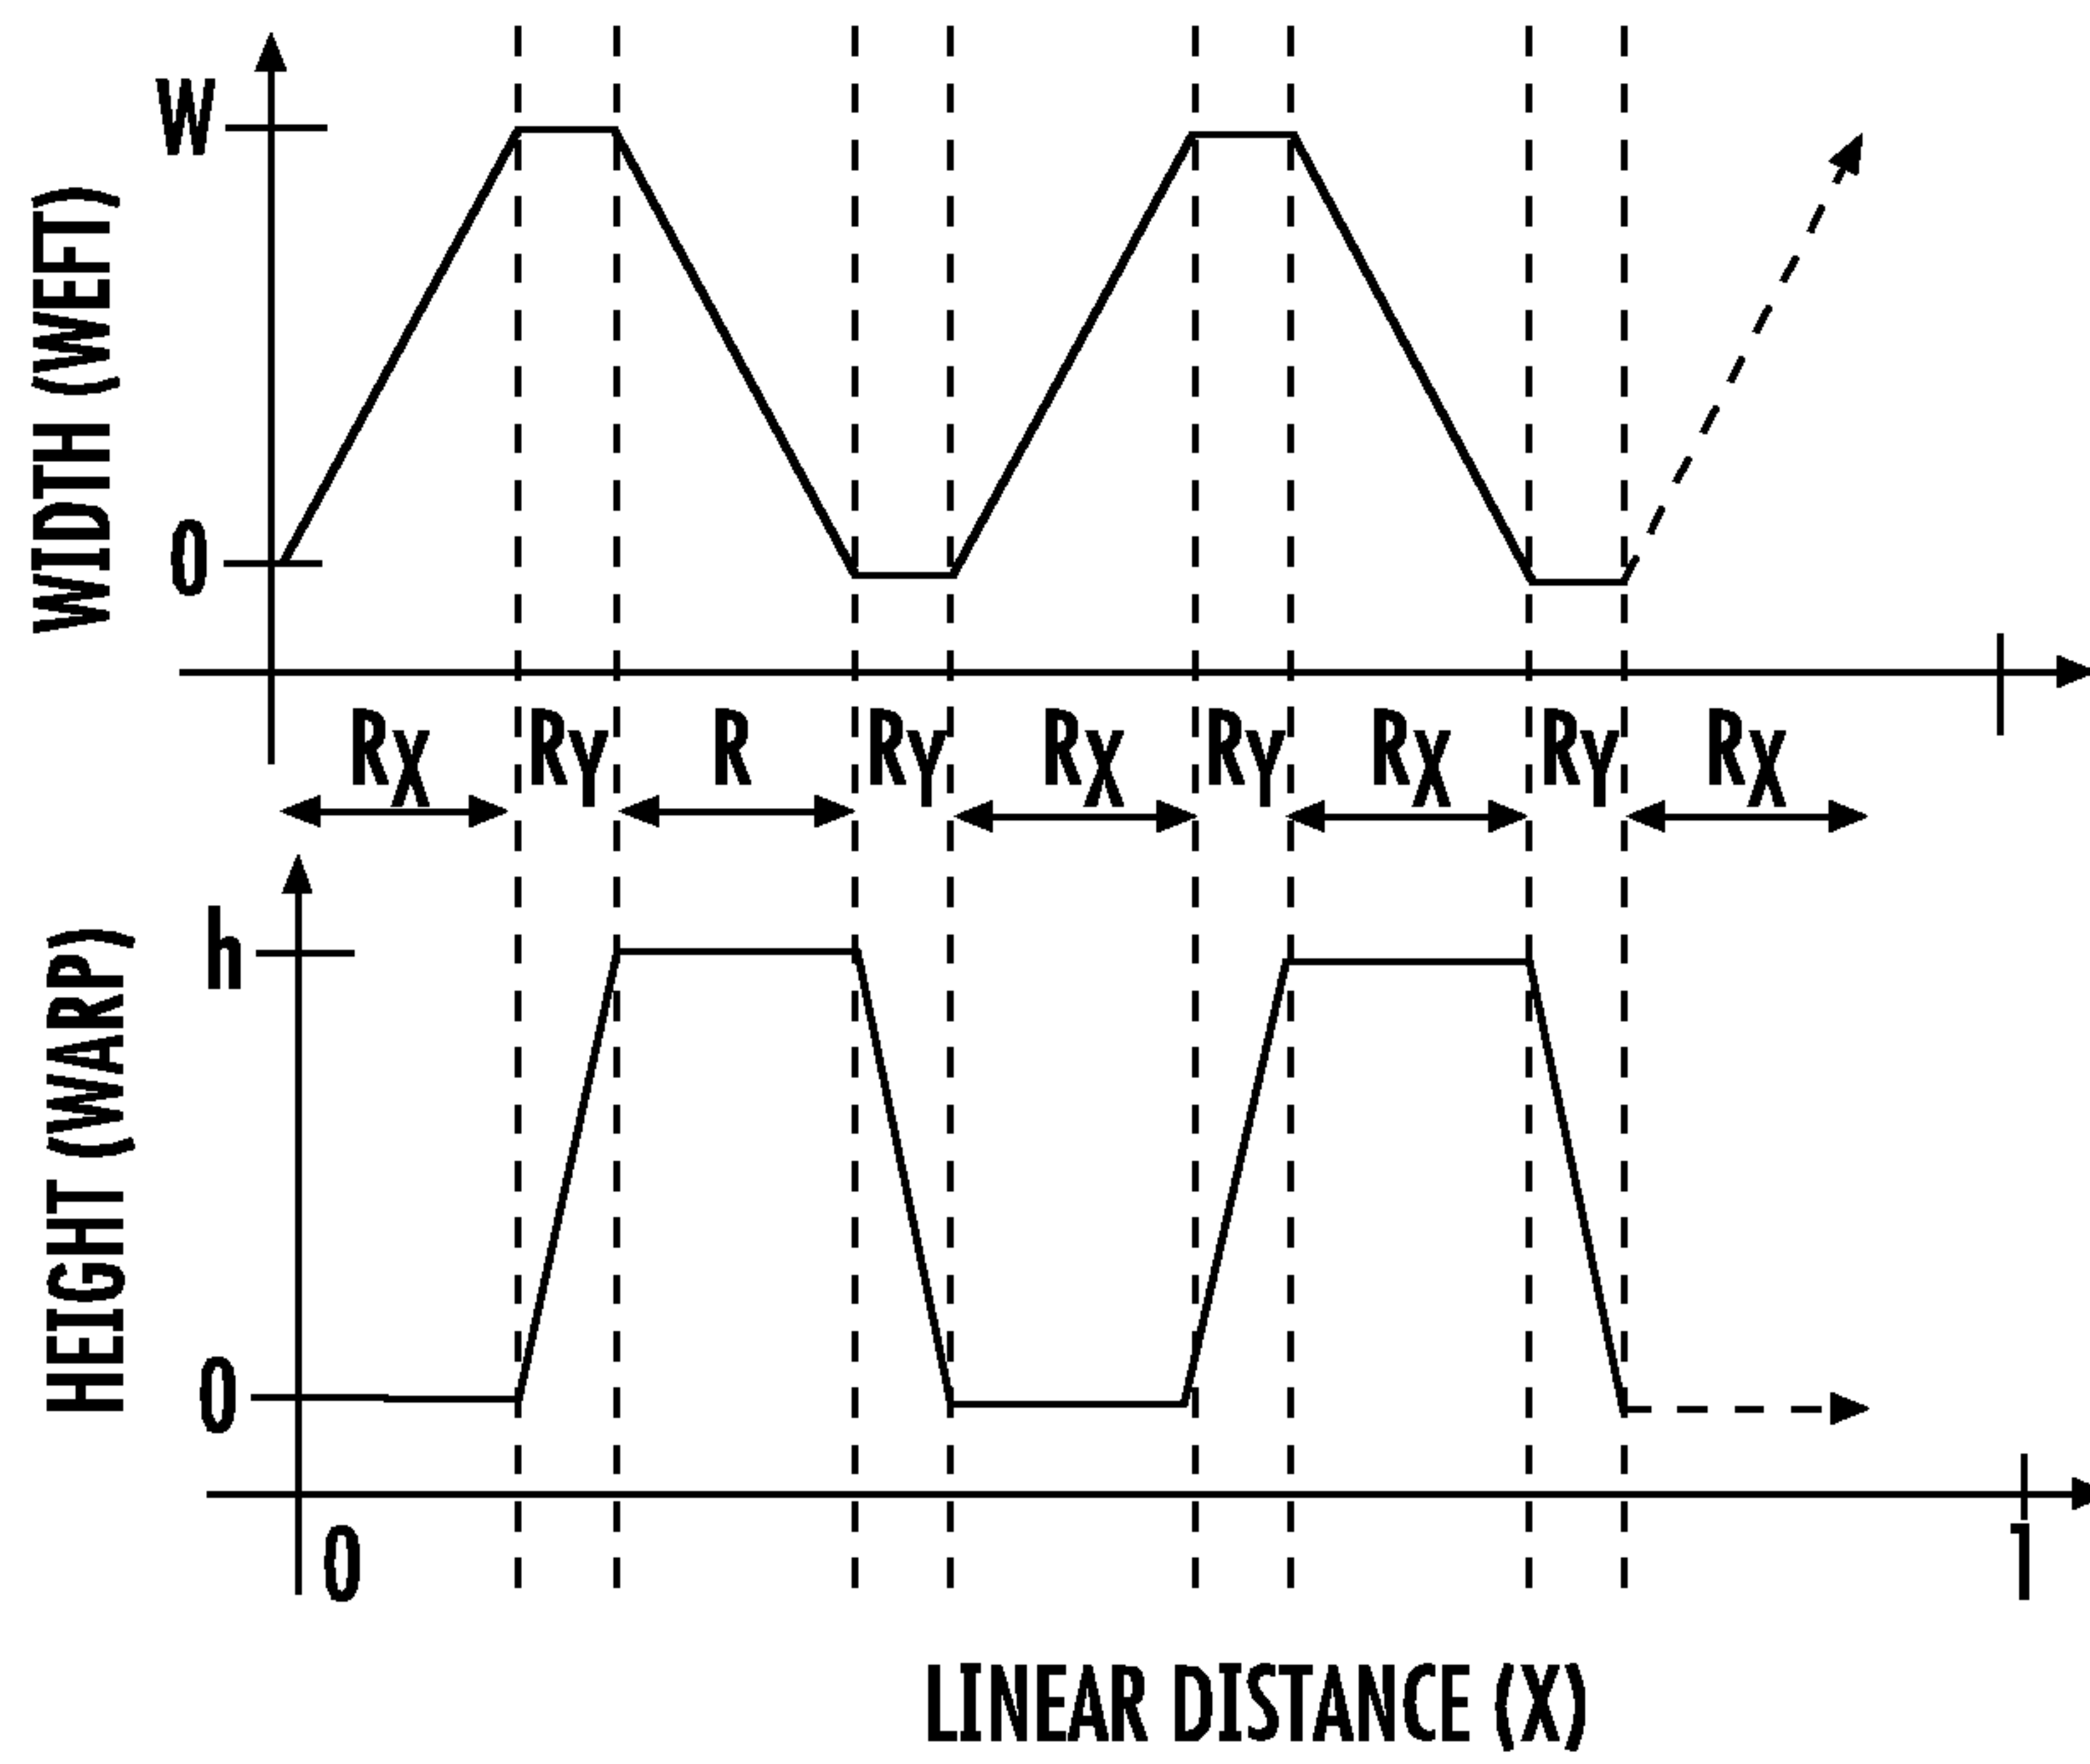 W
WIDTH (WEFT)
0
RX RY R RY RX RY RX RY RX
h
HEIGHT (WARP)
0
0 1
LINEAR DISTANCE (X)